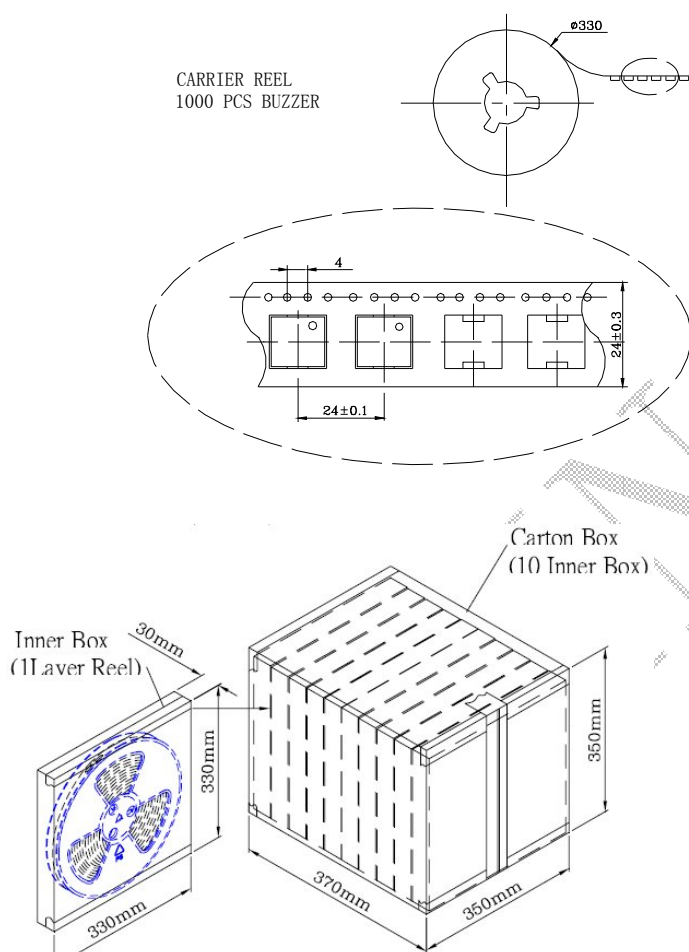 ø330
CARRIER REEL
1000 PCS BUZZER
4
24±0.3
24±0.1
Carton Box
(10 Inner Box)
Inner Box
(1Laver Reel)
30mm
330mm
330mm
350mm
370mm
350mm